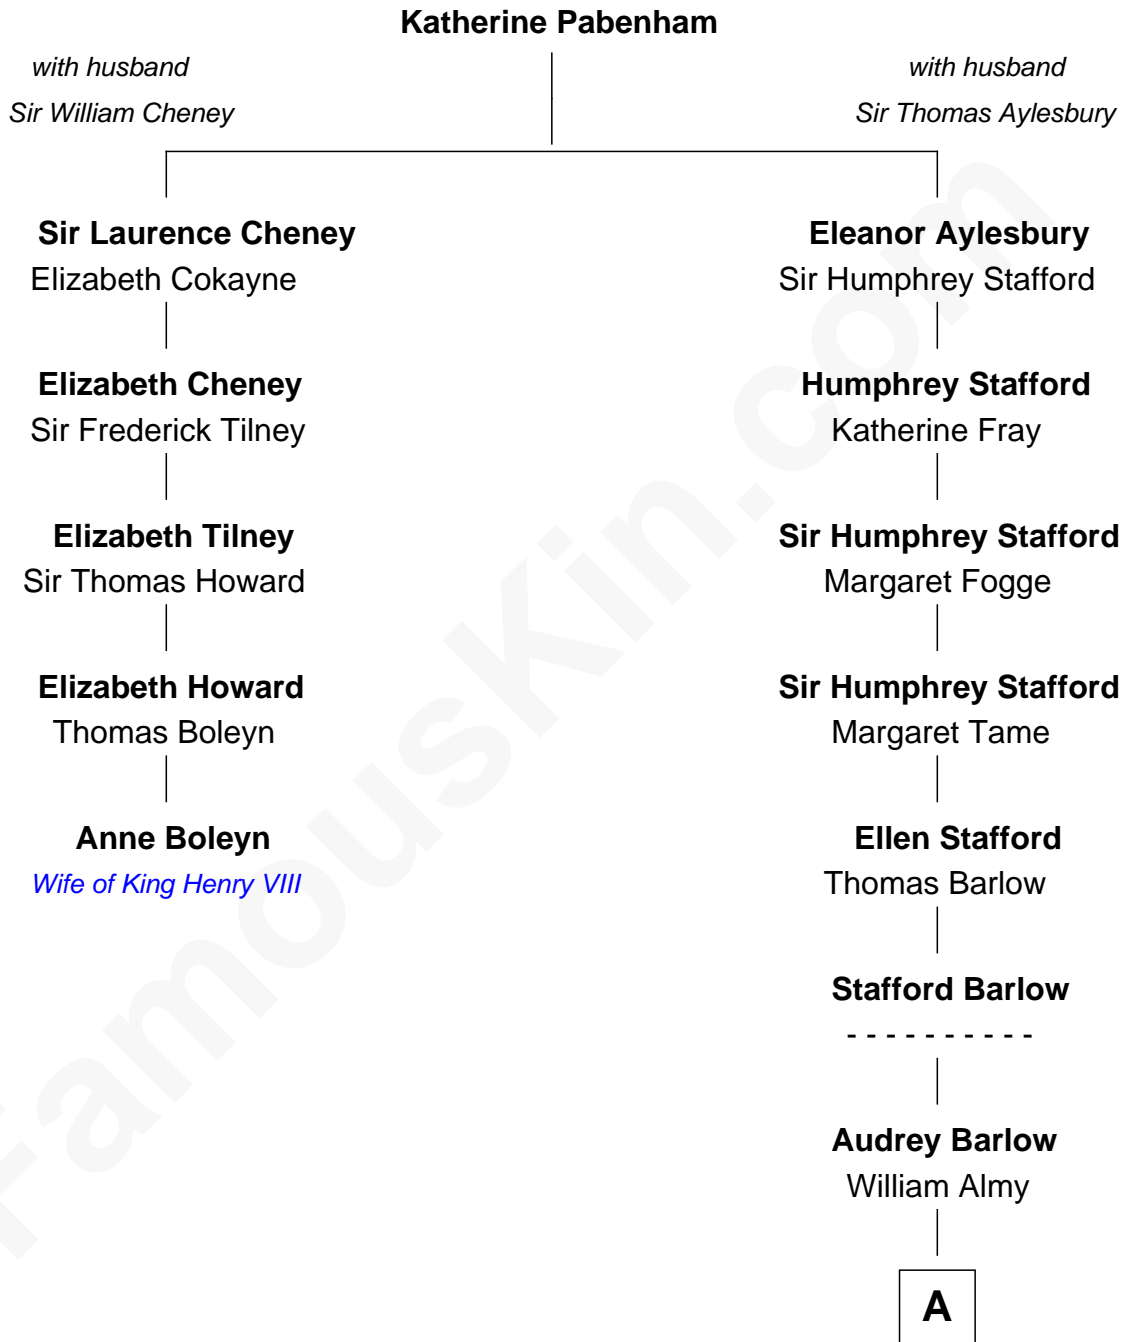 Katherine Pabenham
with husband
Sir William Cheney
with husband
Sir Thomas Aylesbury
Sir Laurence Cheney
Elizabeth Cokayne
Elizabeth Cheney
Sir Frederick Tilney
Elizabeth Tilney
Sir Thomas Howard
Elizabeth Howard
Thomas Boleyn
Anne Boleyn
Wife of King Henry VIII
Eleanor Aylesbury
Sir Humphrey Stafford
Humphrey Stafford
Katherine Fray
Sir Humphrey Stafford
Margaret Fogge
Sir Humphrey Stafford
Margaret Tame
Ellen Stafford
Thomas Barlow
Stafford Barlow
- - - - - - - - - -
Audrey Barlow
William Almy
A
FamousKin.com